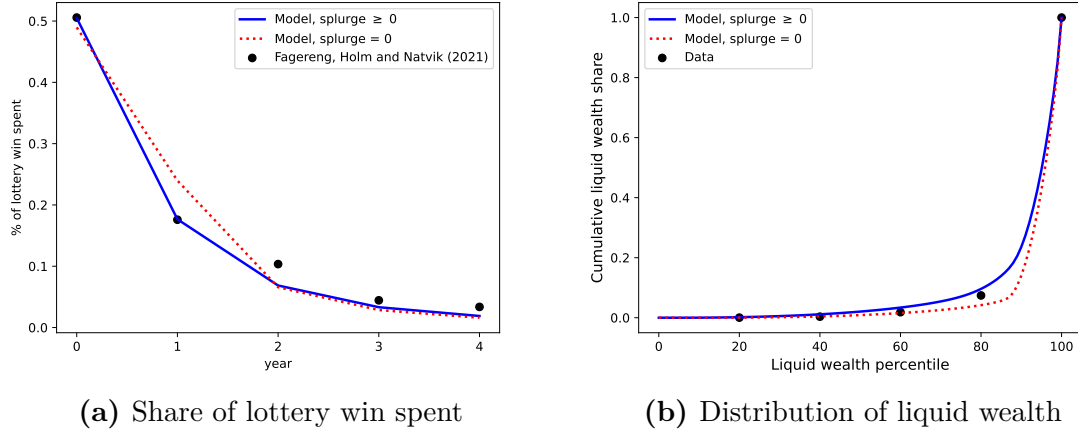 0.5
0.4
0.3
0.2
0.1
0.0
% of lottery win spent
0
1
2
3
4
year
Model, splurge ≥ 0
Model, splurge = 0
Fagereng, Holm and Natvik (2021)
(a) Share of lottery win spent
1.0
0.8
0.6
0.4
0.2
0.0
Cumulative liquid wealth share
0
20
40
60
80
100
Liquid wealth percentile
Model, splurge ≥ 0
Model, splurge = 0
Data
(b) Distribution of liquid wealth